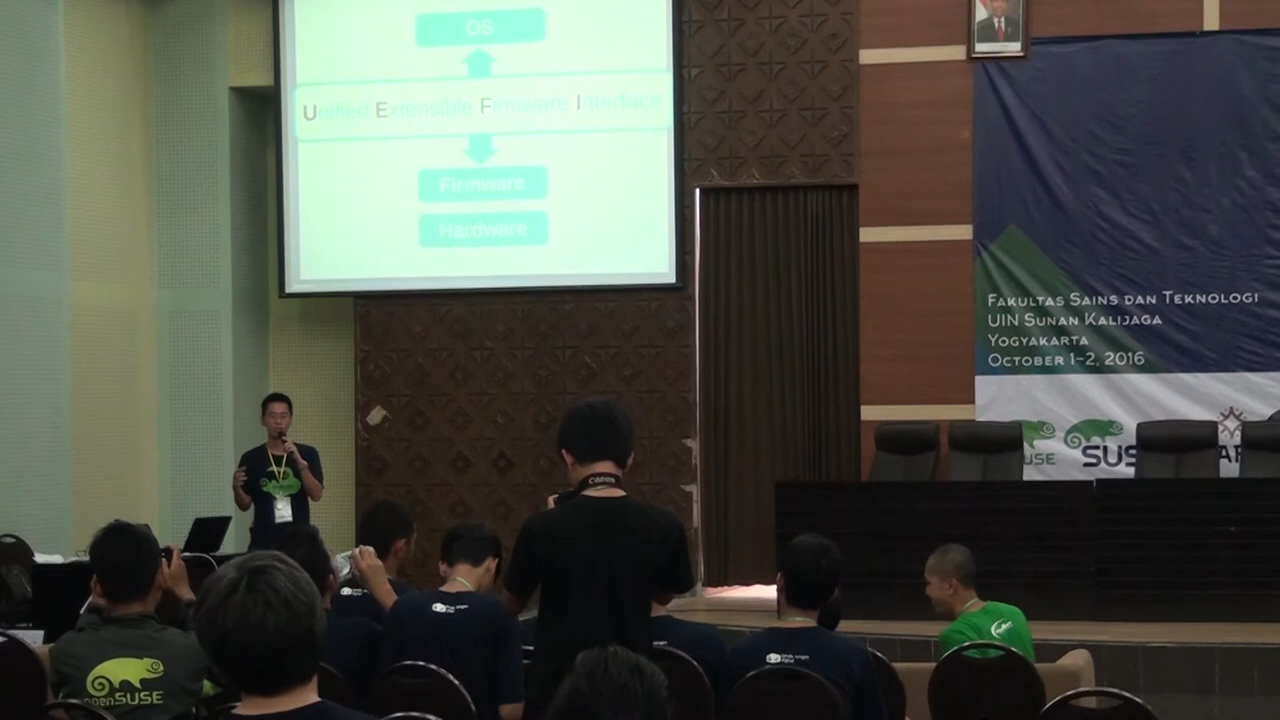 OS
Unified Extensible Firmware Interface
Firmware
Hardware
FAKULTAS SAINS DAN TEKNOLOGI
UIN SUNAN KALIJAGA
YOGYAKARTA
OCTOBER 1-2, 2016
USE
SUS
Canon
openSUSE